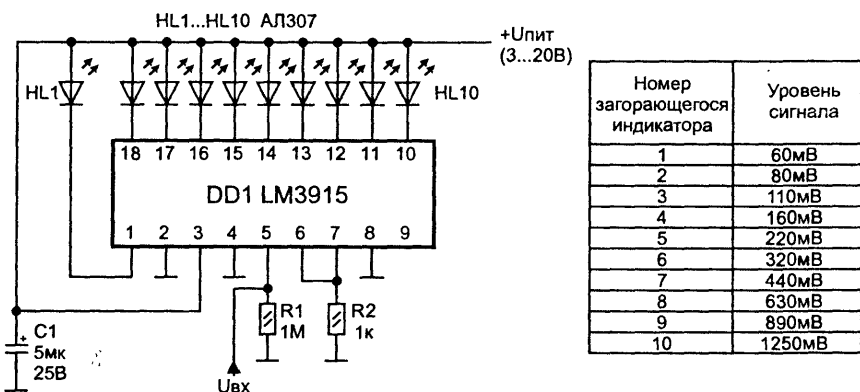 HL1...HL10 АЛ307
+Uпит
(3...20В)
HL1
HL10
18 17 16 15 14 13 12 11 10
DD1 LM3915
1 2 3 4 5 6 7 8 9
R1
1М
R2
1к
C1
+
5мк
25В
Uвх
Номер загорающегося индикатора
Уровень сигнала
1 60мВ
2 80мВ
3 110мВ
4 160мВ
5 220мВ
6 320мВ
7 440мВ
8 630мВ
9 890мВ
10 1250мВ